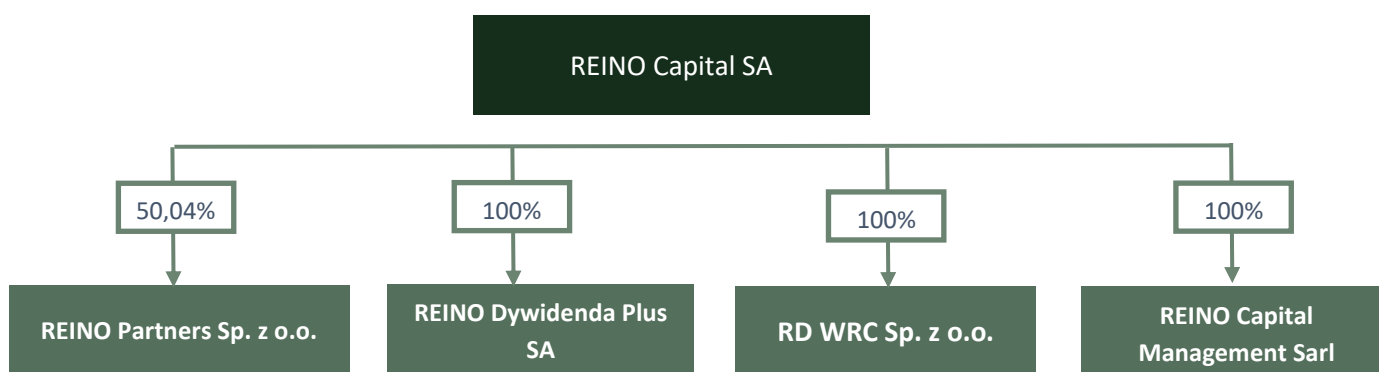 REINO Capital SA
50,04%
100%
100%
100%
REINO Partners Sp. z o.o.
REINO Dywidenda Plus
SA
RD WRC Sp. z o.o.
REINO Capital
Management Sarl